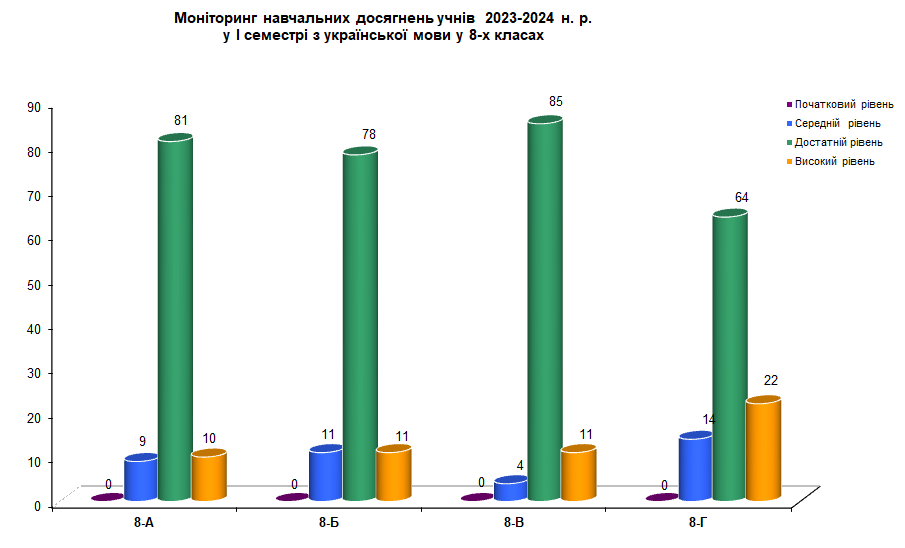 Моніторинг навчальних досягнень учнів 2023-2024 н. р.
у І семестрі з української мови у 8-х класах
90
80
70
60
50
40
30
20
10
0
0 9 81 10
0 11 78 11
0 4 85 11
0 14 64 22
8-А 8-Б 8-В 8-Г
Початковий рівень
Середній рівень
Достатній рівень
Високий рівень